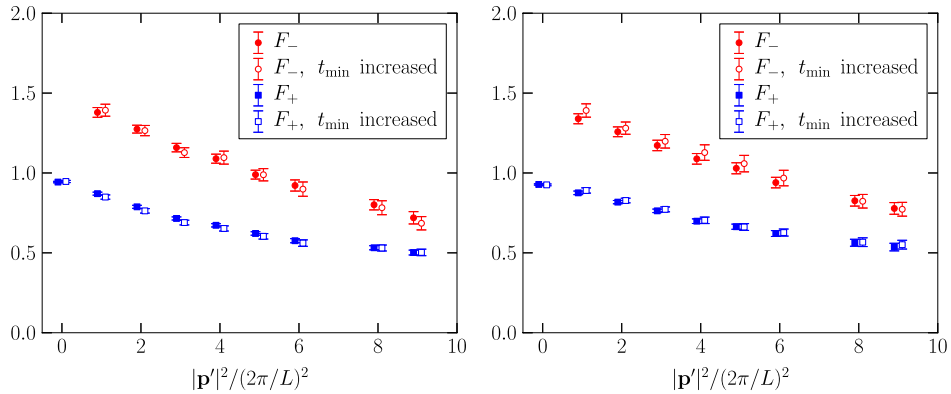 2.0
1.5
1.0
0.5
0.0
0 2 4 6 8 10
|p′|²/(2π/L)²
F₋
F₋, t_min increased
F₊
F₊, t_min increased
2.0
1.5
1.0
0.5
0.0
0 2 4 6 8 10
|p′|²/(2π/L)²
F₋
F₋, t_min increased
F₊
F₊, t_min increased